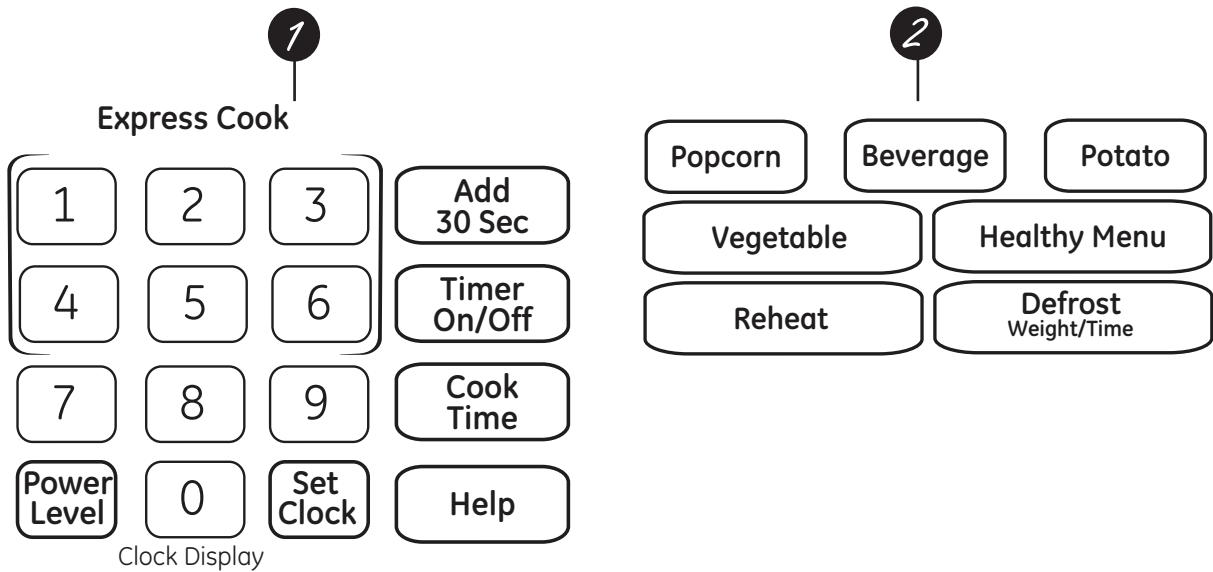 1
Express Cook
1 2 3
Add
30 Sec
4 5 6
Timer
On/Off
7 8 9
Cook
Time
Power
Level
0
Set
Clock
Help
Clock Display
2
Popcorn
Beverage
Potato
Vegetable
Healthy Menu
Reheat
Defrost
Weight/Time